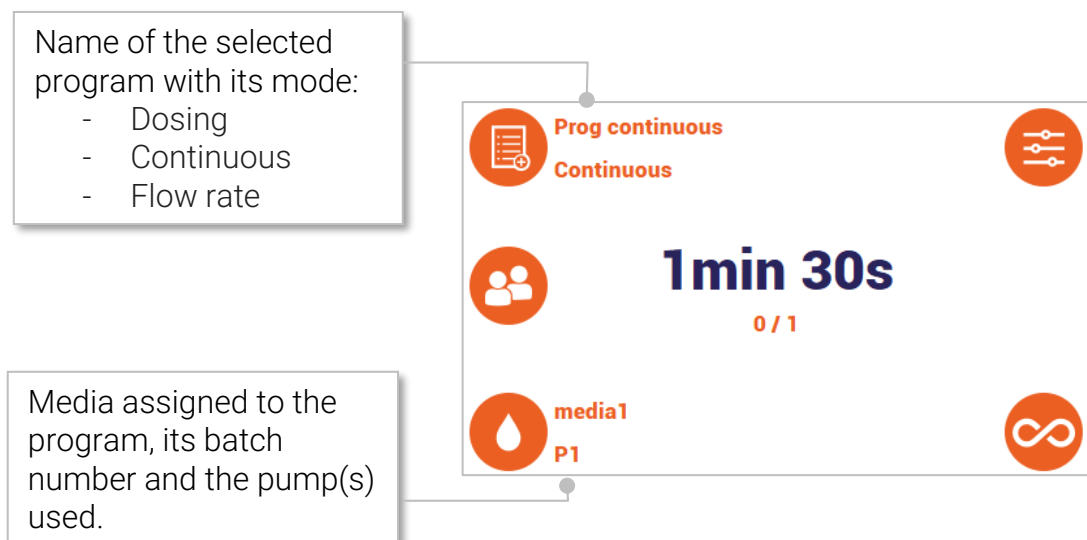 Name of the selected
program with its mode:
- Dosing
- Continuous
- Flow rate
Prog continuous
Continuous
1min 30s
0 / 1
Media assigned to the
program, its batch
number and the pump(s)
used.
media1
P1